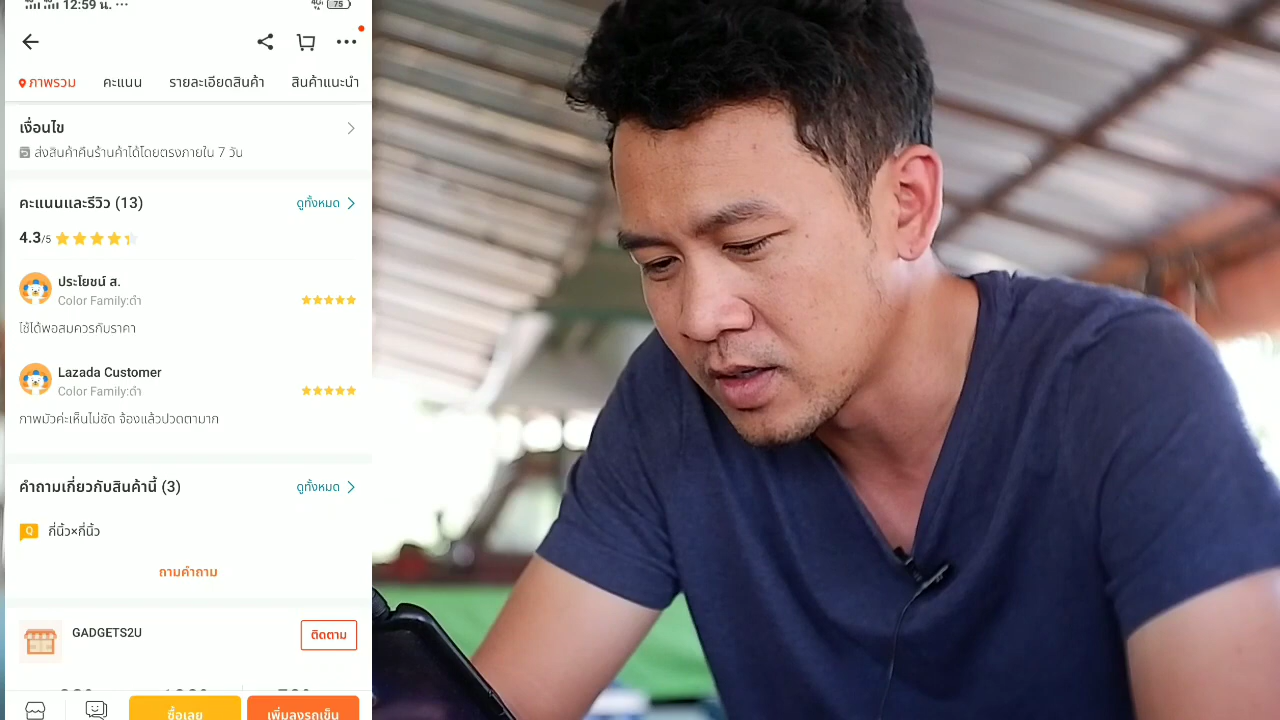 12:59 น. ...
4G
75
ภาพรวม คะแนน รายละเอียดสินค้า สินค้าแนะนำ
เงื่อนไข
ส่งสินค้าคืนร้านค้าได้โดยตรงภายใน 7 วัน
คะแนนและรีวิว (13) ดูทั้งหมด
4.3/5
ประโยชน์ ส.
Color Family:ดำ
ใช้ได้พอสมควรกับราคา
Lazada Customer
Color Family:ดำ
ภาพมัวค่ะเห็นไม่ชัด จ้องแล้วปวดตามาก
คำถามเกี่ยวกับสินค้านี้ (3) ดูทั้งหมด
Q กี่นิ้ว×กี่นิ้ว
ถามคำถาม
GADGETS2U ติดตาม
ซื้อเลย เพิ่มลงรถเข็น